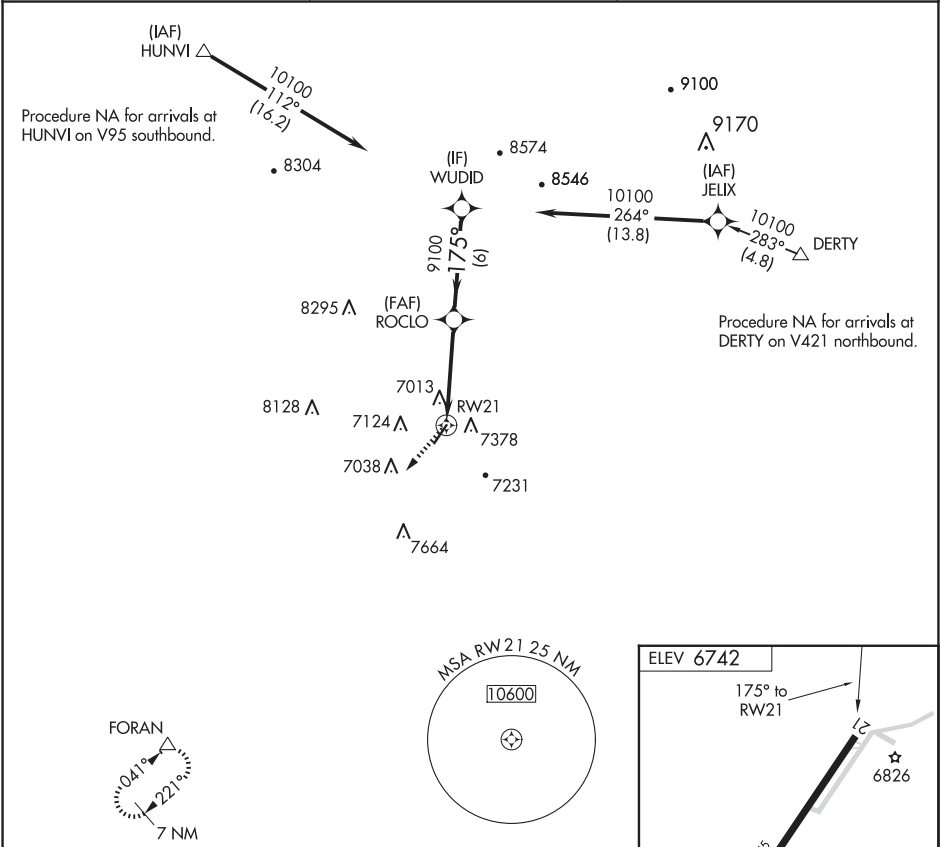 (IAF)
HUNVI
10100
112°
(16.2)
Procedure NA for arrivals at
HUNVI on V95 southbound.
8304
9100
9170
8574
(IF)
WUDID
8546
(IAF)
JELIX
10100
264°
(13.8)
10100
283°
(4.8)
DERTY
9100
175°
(6)
8295
(FAF)
ROCLO
Procedure NA for arrivals at
DERTY on V421 northbound.
7013
RW21
8128
7124
7378
7038
7231
7664
MSA RW21 25 NM
10600
ELEV 6742
175° to
RW21
21
6826
FORAN
041°
221°
7 NM